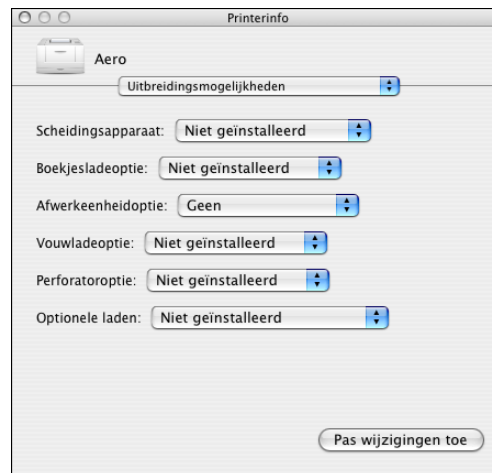 Printerinfo
Aero
Uitbreidingsmogelijkheden
Scheidingsapparaat: Niet geïnstalleerd
Boekjesladeoptie: Niet geïnstalleerd
Afwerkeenheidoptie: Geen
Vouwladeoptie: Niet geïnstalleerd
Perforatoroptie: Niet geïnstalleerd
Optionele laden: Niet geïnstalleerd
Pas wijzigingen toe